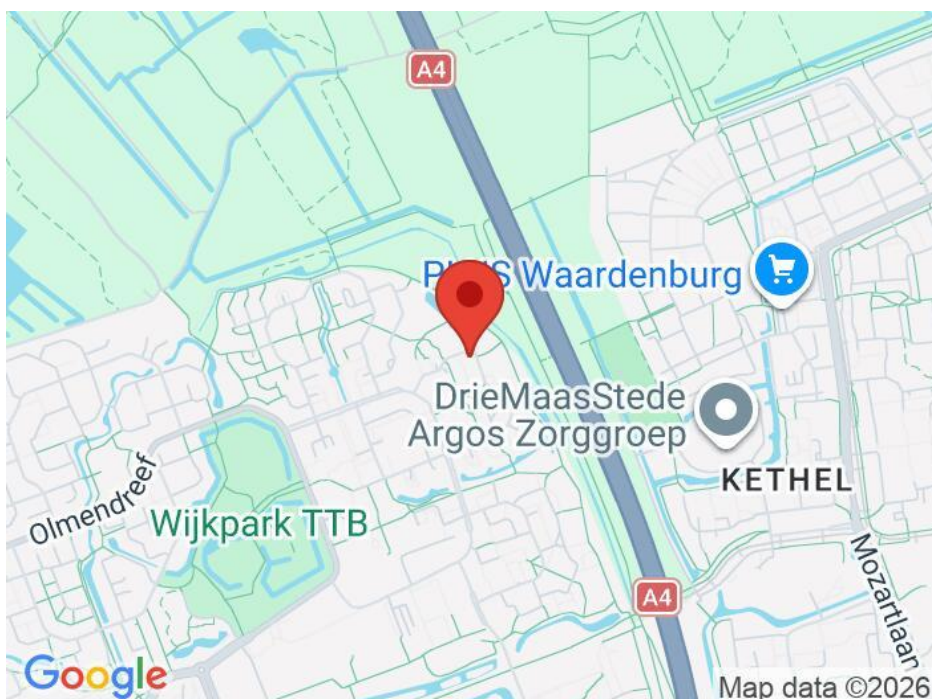 A4
Waardenburg
DrieMaasStede
Argos Zorggroep
KETHEL
Olmendreef
Wijkpark TTB
Mozartlaan
A4
Google
Map data ©2026